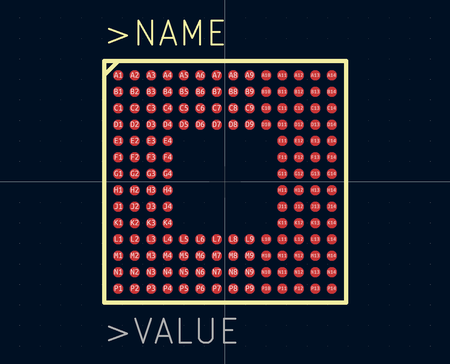 >NAME
A1 A2 A3 A4 A5 A6 A7 A8 A9 A10 A11 A12 A13 A14
B1 B2 B3 B4 B5 B6 B7 B8 B9 B10 B11 B12 B13 B14
C1 C2 C3 C4 C5 C6 C7 C8 C9 C10 C11 C12 C13 C14
D1 D2 D3 D4 D5 D6 D7 D8 D9 D10 D11 D12 D13 D14
E1 E2 E3 E4 E11 E12 E13 E14
F1 F2 F3 F4 F11 F12 F13 F14
G1 G2 G3 G4 G11 G12 G13 G14
H1 H2 H3 H4 H11 H12 H13 H14
J1 J2 J3 J4 J11 J12 J13 J14
K1 K2 K3 K4 K11 K12 K13 K14
L1 L2 L3 L4 L5 L6 L7 L8 L9 L10 L11 L12 L13 L14
M1 M2 M3 M4 M5 M6 M7 M8 M9 M10 M11 M12 M13 M14
N1 N2 N3 N4 N5 N6 N7 N8 N9 N10 N11 N12 N13 N14
P1 P2 P3 P4 P5 P6 P7 P8 P9 P10 P11 P12 P13 P14
>VALUE